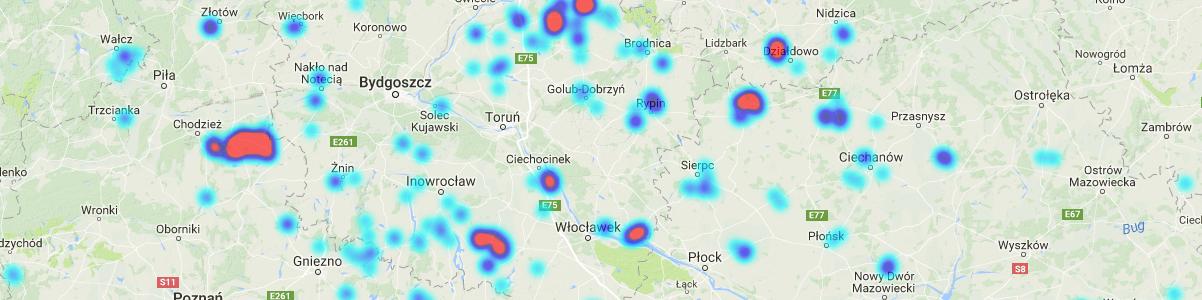 Złotów
Więcbork
Koronowo
Świecie
Nidzica
Kolno
Wałcz
Brodnica
Lidzbark
Działdowo
Nowogród
Łomża
E75
Piła
Nakło nad
Notecią
Bydgoszcz
Golub-Dobrzyń
Rypin
E77
Ostrołęka
Trzcianka
Chodzież
Solec
Kujawski
Toruń
Przasnysz
Zambrów
E261
Ciechocinek
Sierpc
Ciechanów
Żnin
Inowrocław
Ostrów
Mazowiecka
Wronki
E75
E77
E67
Oborniki
Włocławek
Płońsk
Bug
Gniezno
Płock
Wyszków
S11
Łąck
Nowy Dwór
Mazowiecki
S8
Poznań
E261